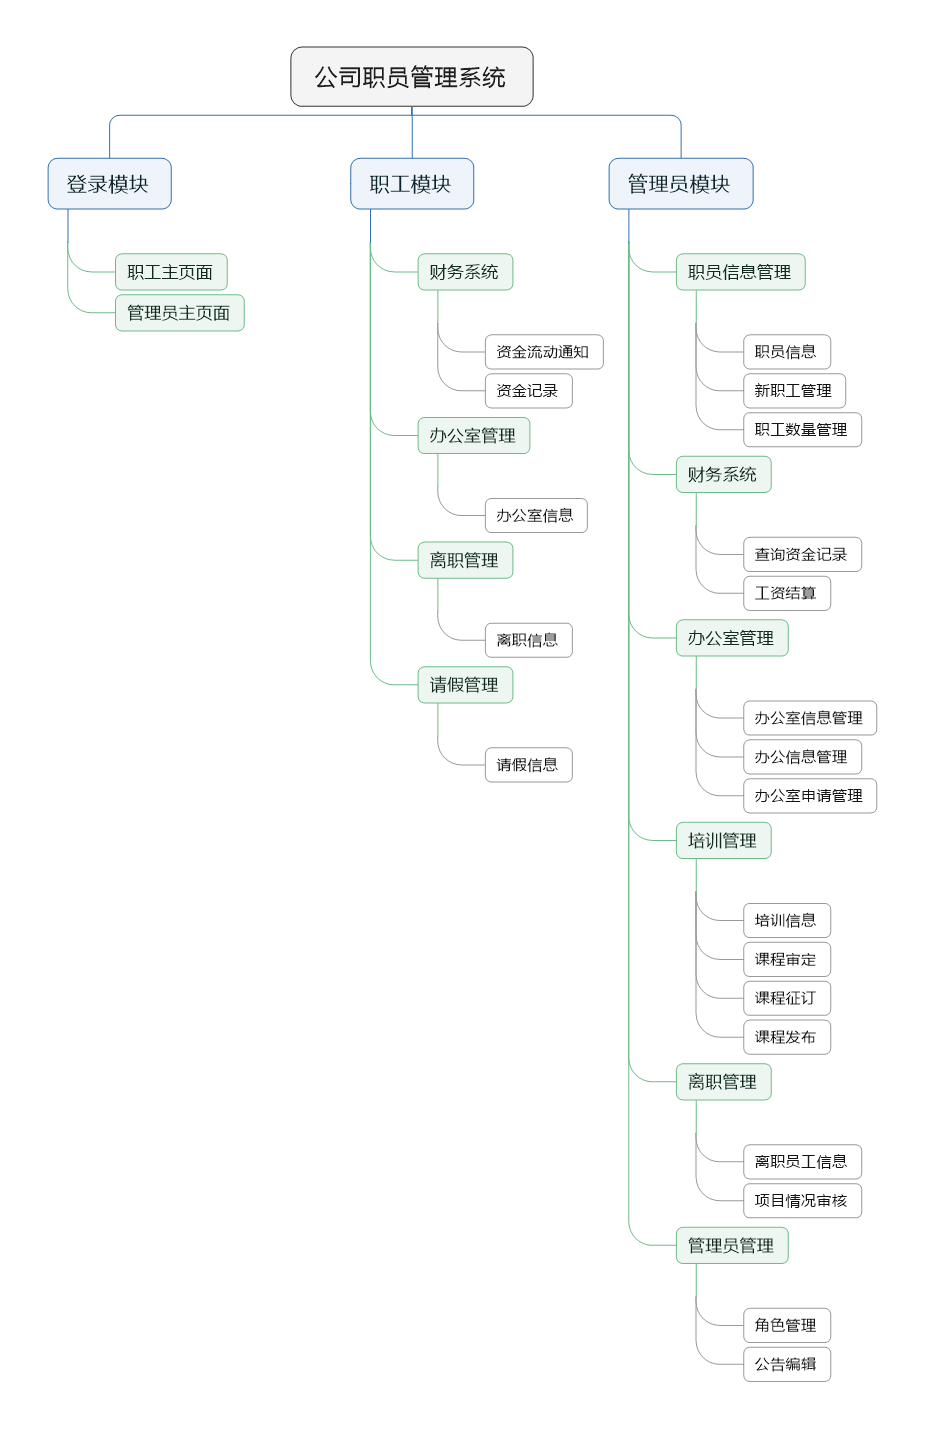 公司职员管理系统
登录模块
职工主页面
管理员主页面
职工模块
财务系统
资金流动通知
资金记录
办公室管理
办公室信息
离职管理
离职信息
请假管理
请假信息
管理员模块
职员信息管理
职员信息
新职工管理
职工数量管理
财务系统
查询资金记录
工资结算
办公室管理
办公室信息管理
办公信息管理
办公室申请管理
培训管理
培训信息
课程审定
课程征订
课程发布
离职管理
离职员工信息
项目情况审核
管理员管理
角色管理
公告编辑